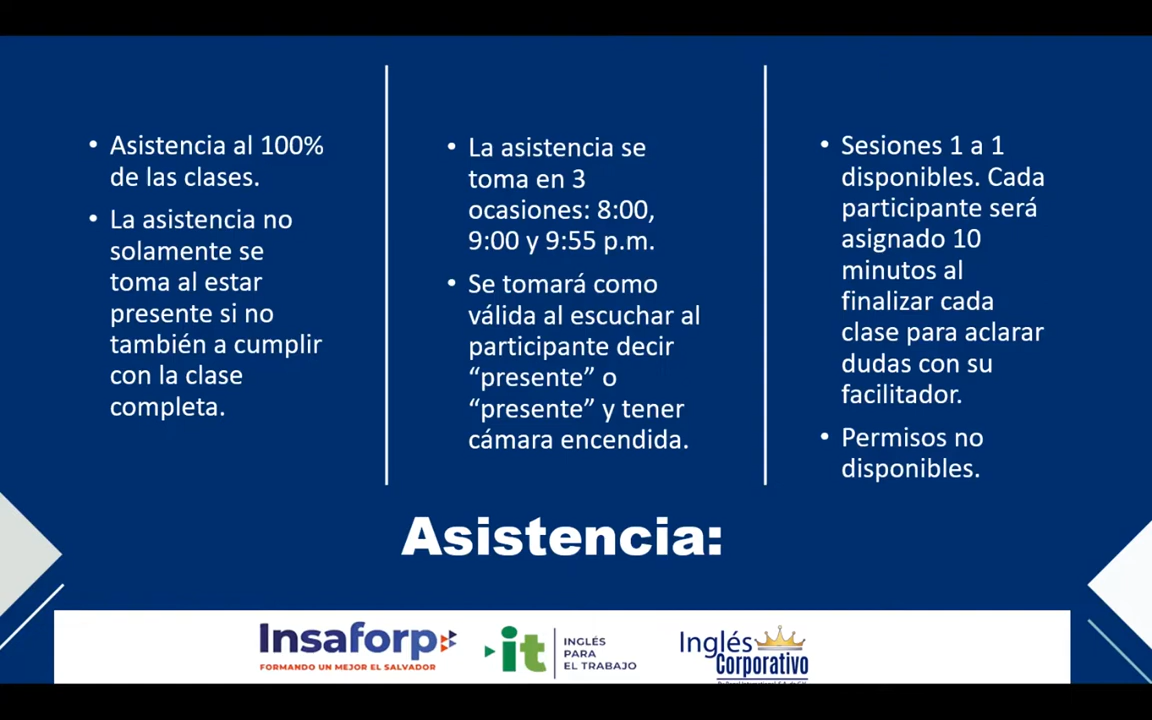 • Asistencia al 100%
de las clases.
• La asistencia no
solamente se
toma al estar
presente si no
también a cumplir
con la clase
completa.
• La asistencia se
toma en 3
ocasiones: 8:00,
9:00 y 9:55 p.m.
• Se tomará como
válida al escuchar al
participante decir
“presente” o
“presente” y tener
cámara encendida.
• Sesiones 1 a 1
disponibles. Cada
participante será
asignado 10
minutos al
finalizar cada
clase para aclarar
dudas con su
facilitador.
• Permisos no
disponibles.
Asistencia:
Insaforp
FORMANDO UN MEJOR EL SALVADOR
it
INGLÉS
PARA
EL TRABAJO
Inglés
Corporativo